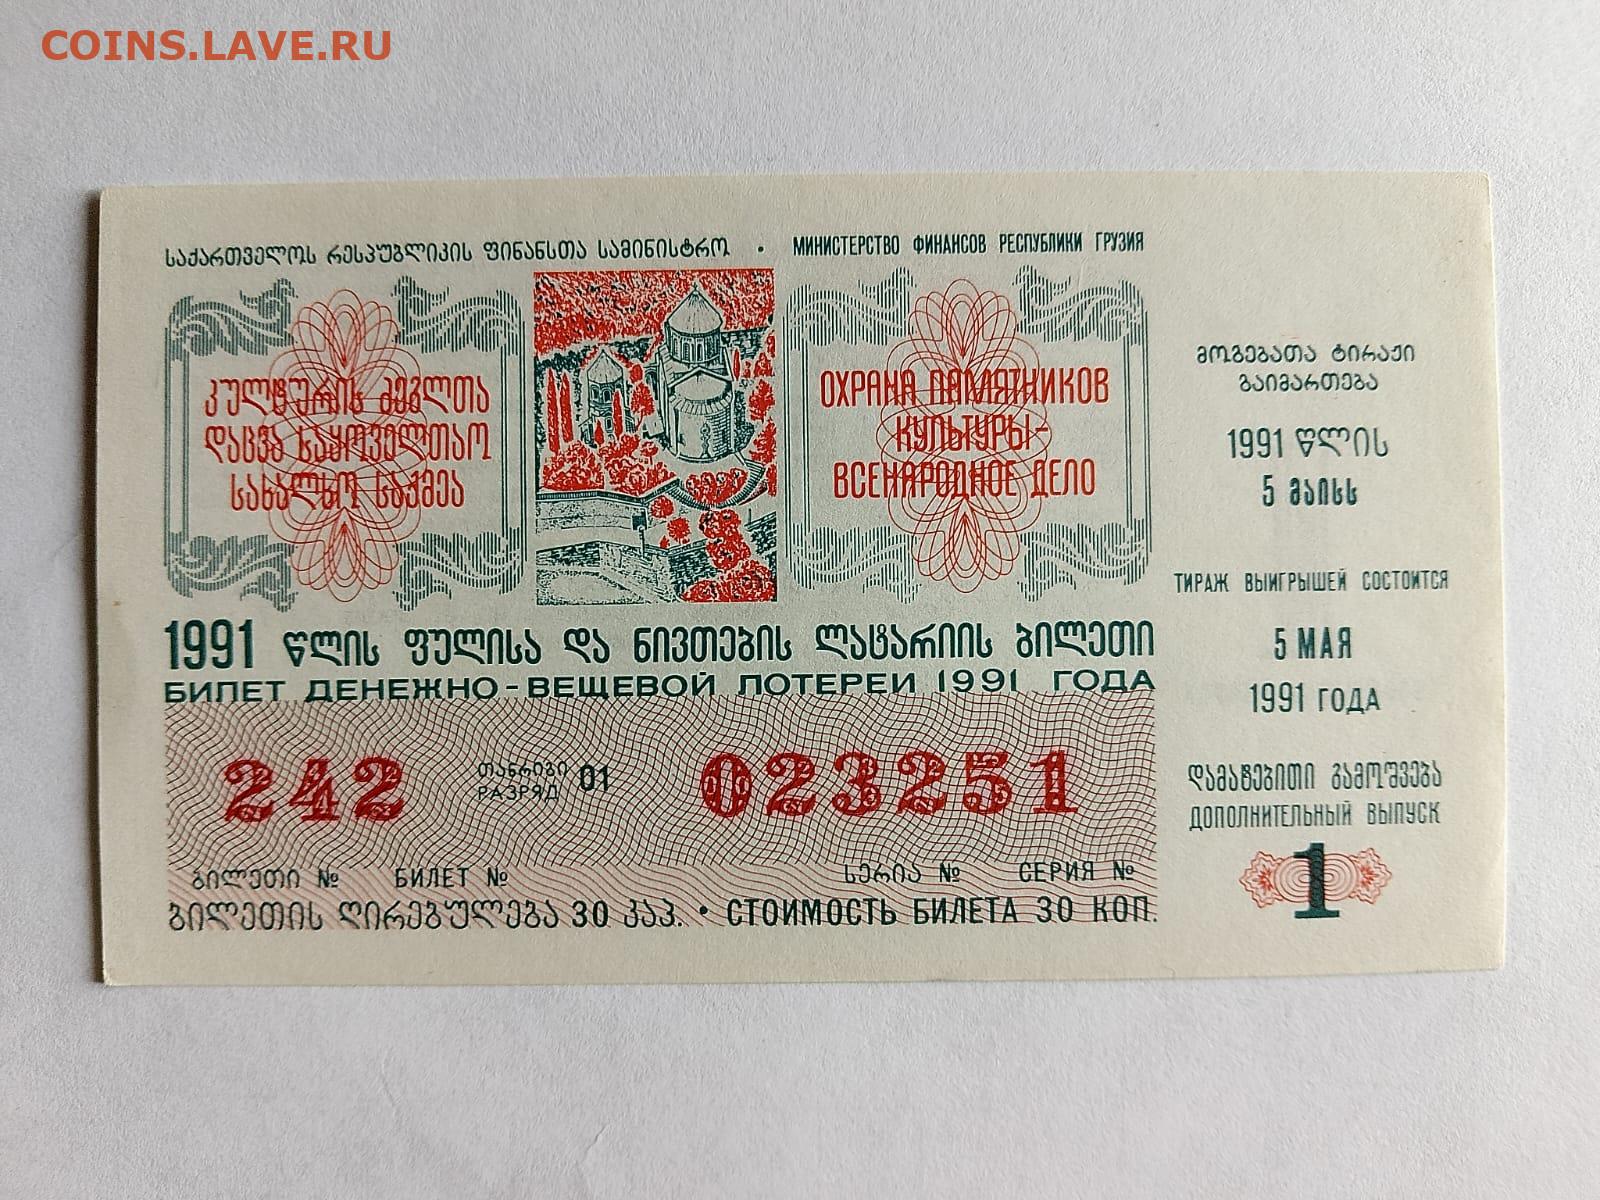 COINS.LAVE.RU
საქართველოს რესპუბლიკის ფინანსთა სამინისტრო • МИНИСТЕРСТВО ФИНАНСОВ РЕСПУБЛИКИ ГРУЗИЯ
კულტურის ძეგლთა
დაცვა საყოველთაო
სახალხო საქმეა
ОХРАНА ПАМЯТНИКОВ
КУЛЬТУРЫ-
ВСЕНАРОДНОЕ ДЕЛО
1991 წლის ფულისა და ნივთების ლატარიის ბილეთი
БИЛЕТ ДЕНЕЖНО-ВЕЩЕВОЙ ЛОТЕРЕИ 1991 ГОДА
242 თანრიგი 01 023251
РАЗРЯД
ბილეთი № БИЛЕТ № სერია № СЕРИЯ №
ბილეთის ღირებულება 30 კაპ. • СТОИМОСТЬ БИЛЕТА 30 КОП.
მოგებათა ტირაჟი
გაიმართება
1991 წლის
5 მაისს
ТИРАЖ ВЫИГРЫШЕЙ СОСТОИТСЯ
5 МАЯ
1991 ГОДА
დამატებითი გამოშვება
ДОПОЛНИТЕЛЬНЫЙ ВЫПУСК
1